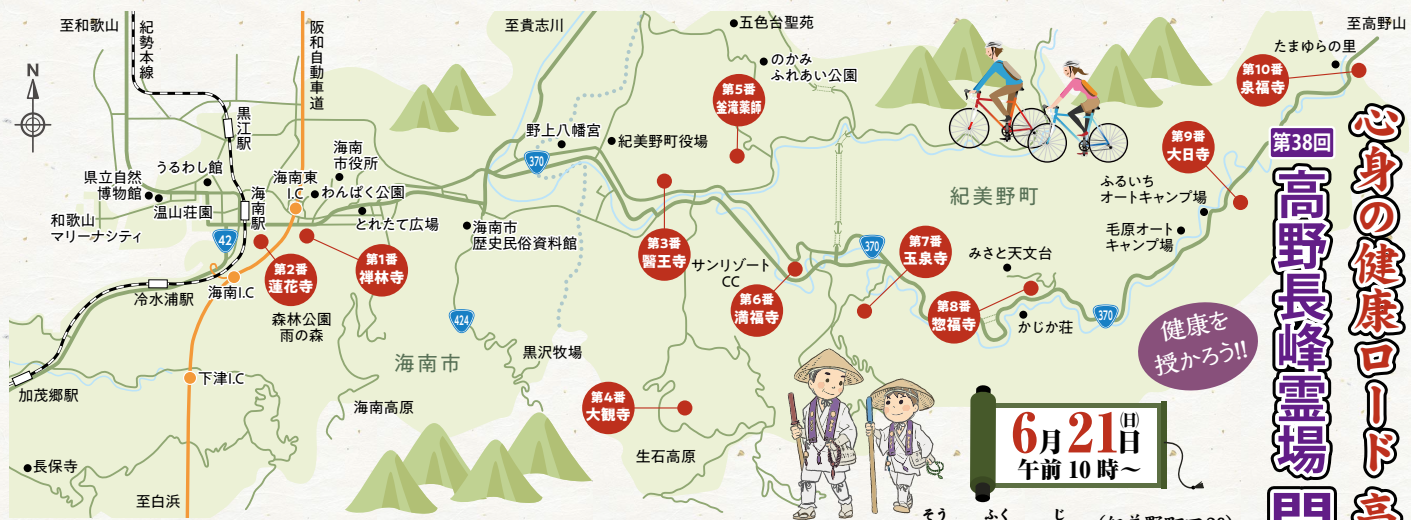 心身の健康ロード
第38回
高野長峰霊場
健康を
授かろう!!
6月21日(日)
午前10時～
そう ふく じ
至和歌山
紀勢本線
阪和自動車道
至貴志川
五色台聖苑
のかみ
ふれあい公園
至高野山
たまゆらの里
第10番
泉福寺
N
黒江駅
第5番
釜滝薬師
野上八幡宮
紀美野町役場
370
海南
市役所
うるわし館
県立自然
博物館
温山荘園
海南東
I.C
わんぱく公園
海南駅
とれたて広場
和歌山
マリーナシティ
42
海南市
歴史民俗資料館
第9番
大日寺
ふるいち
オートキャンプ場
毛原オート
キャンプ場
紀美野町
第1番
禅林寺
第2番
蓮花寺
第3番
醫王寺
サンリゾート
CC
第6番
満福寺
370
第7番
玉泉寺
みさと天文台
第8番
惣福寺
かじか荘
370
冷水浦駅
海南I.C
森林公園
雨の森
424
黒沢牧場
海南市
下津I.C
加茂郷駅
海南高原
第4番
大観寺
生石高原
長保寺
至白浜